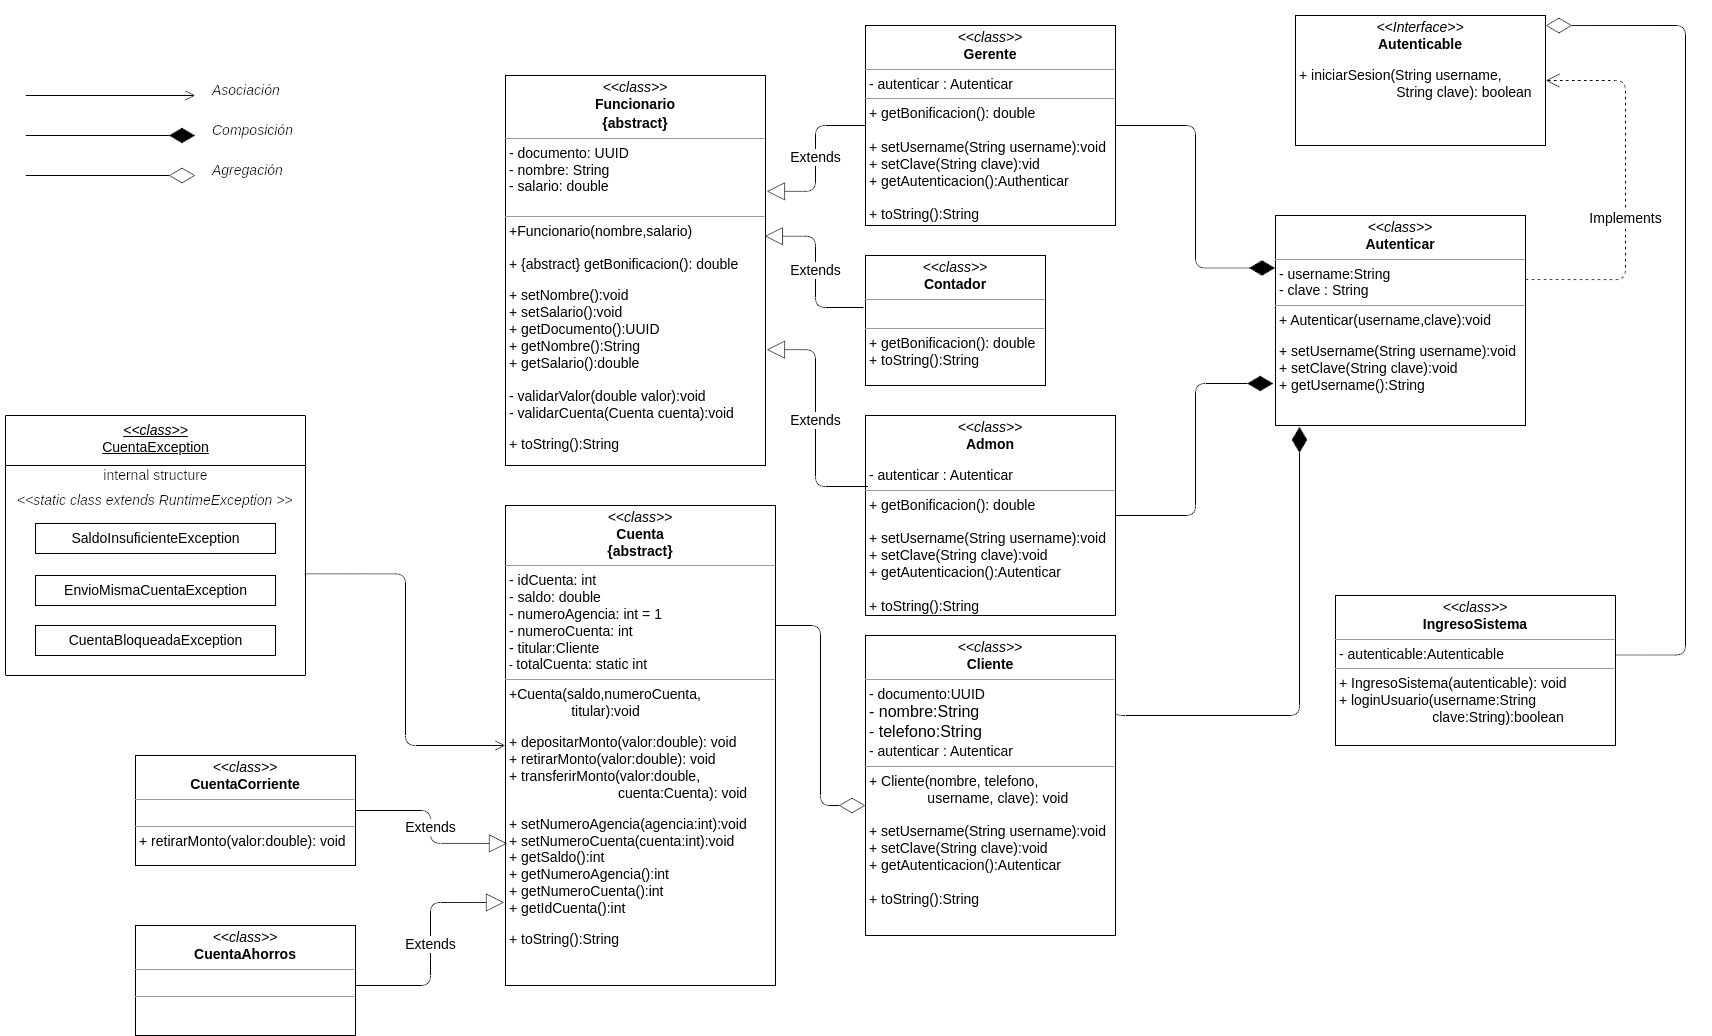 Asociación
Composición
Agregación
<<class>>
Funcionario
{abstract}
- documento: UUID
- nombre: String
- salario: double
+Funcionario(nombre,salario)
+ {abstract} getBonificacion(): double
+ setNombre():void
+ setSalario():void
+ getDocumento():UUID
+ getNombre():String
+ getSalario():double
- validarValor(double valor):void
- validarCuenta(Cuenta cuenta):void
+ toString():String
Extends
Extends
Extends
<<class>>
Gerente
- autenticar : Autenticar
+ getBonificacion(): double
+ setUsername(String username):void
+ setClave(String clave):vid
+ getAutenticacion():Authenticar
+ toString():String
<<class>>
Contador
+ getBonificacion(): double
+ toString():String
<<class>>
Admon
- autenticar : Autenticar
+ getBonificacion(): double
+ setUsername(String username):void
+ setClave(String clave):void
+ getAutenticacion():Autenticar
+ toString():String
<<Interface>>
Autenticable
+ iniciarSesion(String username,
String clave): boolean
Implements
<<class>>
Autenticar
- username:String
- clave : String
+ Autenticar(username,clave):void
+ setUsername(String username):void
+ setClave(String clave):void
+ getUsername():String
<<class>>
CuentaException
internal structure
<<static class extends RuntimeException >>
SaldoInsuficienteException
EnvioMismaCuentaException
CuentaBloqueadaException
<<class>>
Cuenta
{abstract}
- idCuenta: int
- saldo: double
- numeroAgencia: int = 1
- numeroCuenta: int
- titular:Cliente
- totalCuenta: static int
+Cuenta(saldo,numeroCuenta,
titular):void
+ depositarMonto(valor:double): void
+ retirarMonto(valor:double): void
+ transferirMonto(valor:double,
cuenta:Cuenta): void
+ setNumeroAgencia(agencia:int):void
+ setNumeroCuenta(cuenta:int):void
+ getSaldo():int
+ getNumeroAgencia():int
+ getNumeroCuenta():int
+ getIdCuenta():int
+ toString():String
<<class>>
Cliente
- documento:UUID
- nombre:String
- telefono:String
- autenticar : Autenticar
+ Cliente(nombre, telefono,
username, clave): void
+ setUsername(String username):void
+ setClave(String clave):void
+ getAutenticacion():Autenticar
+ toString():String
<<class>>
IngresoSistema
- autenticable:Autenticable
+ IngresoSistema(autenticable): void
+ loginUsuario(username:String
clave:String):boolean
<<class>>
CuentaCorriente
+ retirarMonto(valor:double): void
Extends
<<class>>
CuentaAhorros
Extends